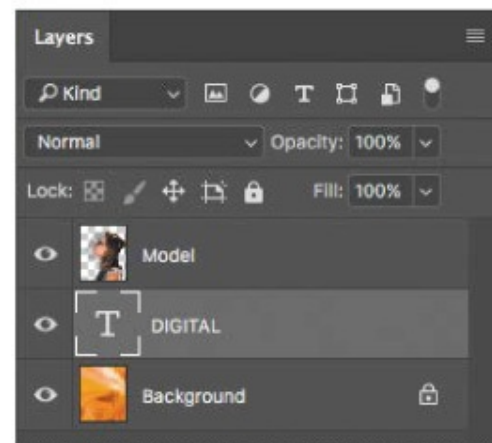 Layers
Kind T
Normal Opacity: 100%
Lock: Fill: 100%
Model
T DIGITAL
Background